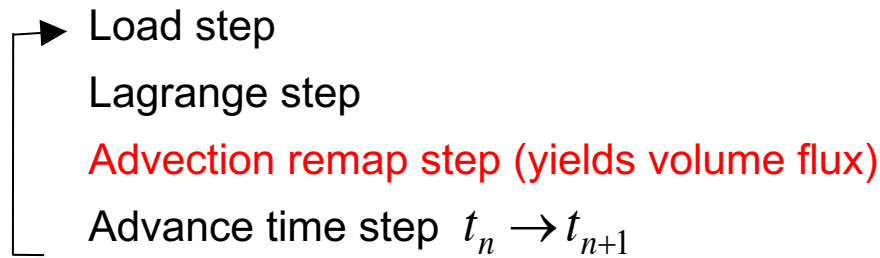 Load step
Lagrange step
Advection remap step (yields volume flux)
Advance time step t_n → t_{n+1}